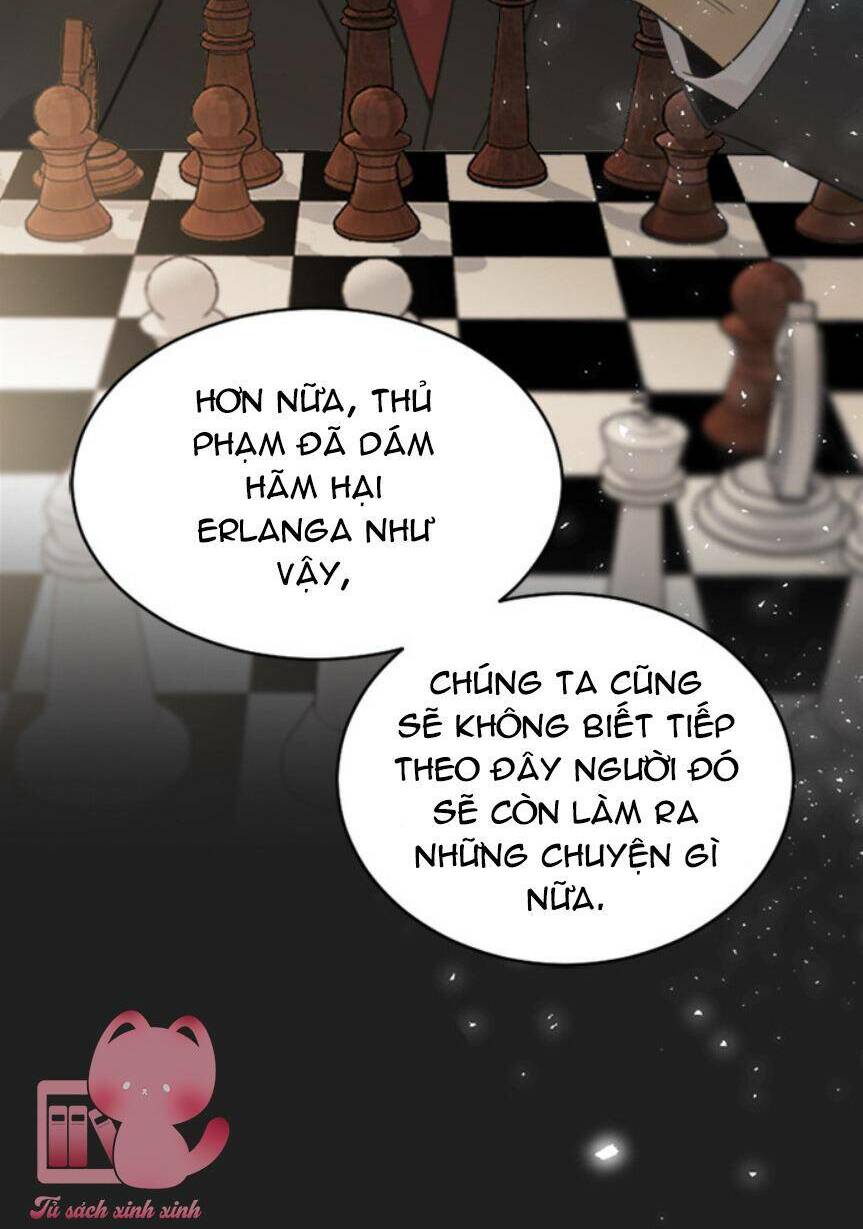 HƠN NỮA, THỦ
PHẠM ĐÃ DÁM
HÃM HẠI
ERLANGA NHƯ
VẬY,
CHÚNG TA CŨNG
SẼ KHÔNG BIẾT TIẾP
THEO ĐÂY NGƯỜI ĐÓ
SẼ CÒN LÀM RA
NHỮNG CHUYỆN GÌ
NỮA.
Tủ sách xinh xinh